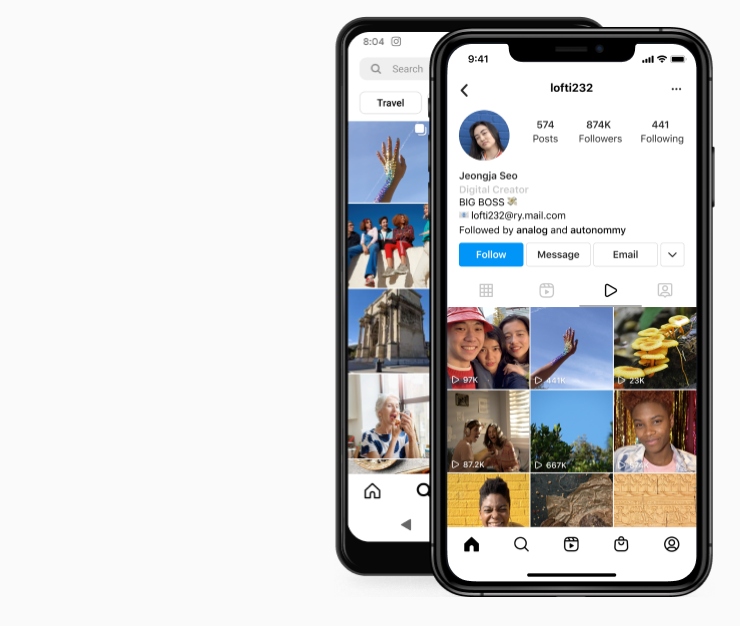 8:04
Search
Travel
9:41
lofti232
574 874K 441
Posts Followers Following
Jeongja Seo
Digital Creator
BIG BOSS
lofti232@ry.mail.com
Followed by analog and autonommy
Follow Message Email
97K 441K 23K
87.2K 667K